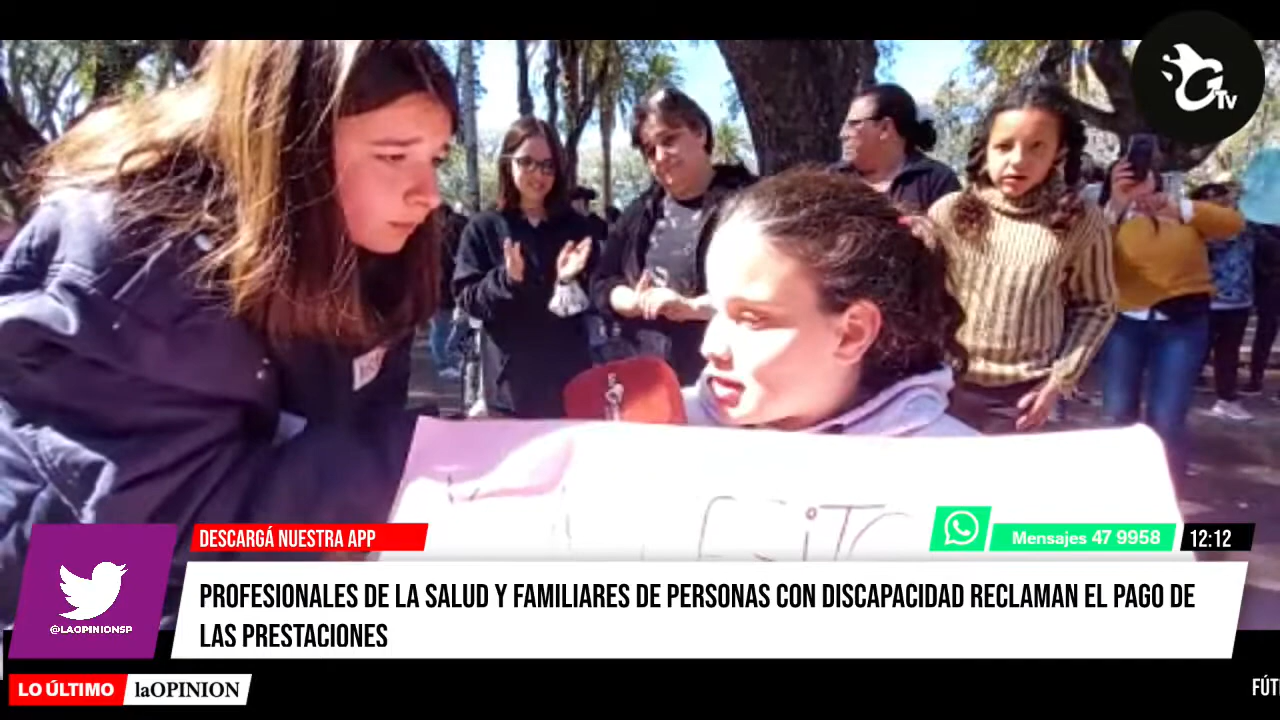 Tv
DESCARGÁ NUESTRA APP
Mensajes 47 9958
12:12
PROFESIONALES DE LA SALUD Y FAMILIARES DE PERSONAS CON DISCAPACIDAD RECLAMAN EL PAGO DE
LAS PRESTACIONES
@LAOPINIONSP
LO ÚLTIMO laOPINION